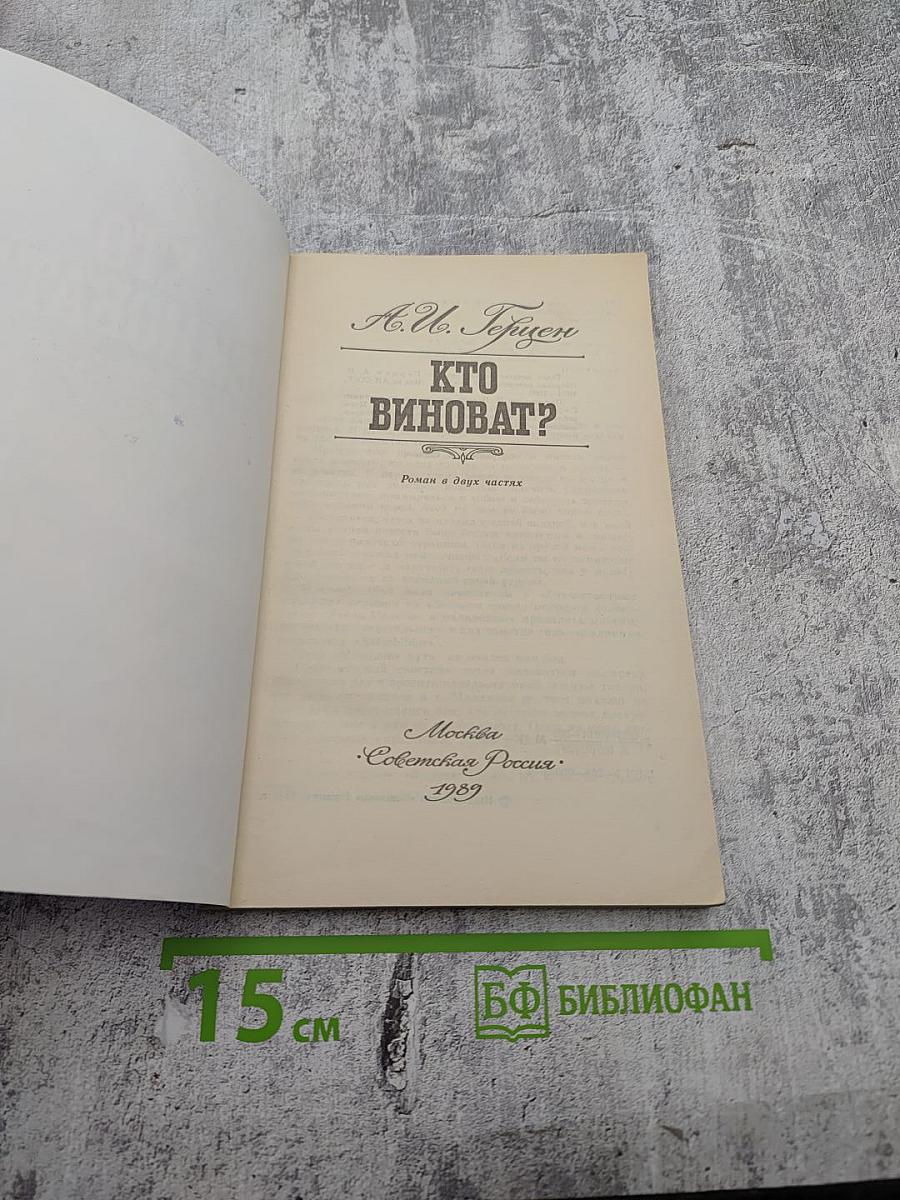 А.И. Герцен
КТО
ВИНОВАТ?
Роман в двух частях
Москва
·Советская Россия·
1989
15 см
БФ БИБЛИОФАН